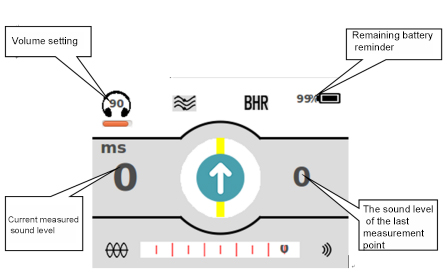 Volume setting
Remaining battery
reminder
90
BHR
99%
ms
0
0
Current measured
sound level
The sound level
of the last
measurement
point